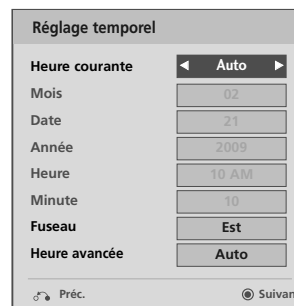 Réglage temporel
Heure courante Auto
Mois 02
Date 21
Année 2009
Heure 10 AM
Minute 10
Fuseau Est
Heure avancée Auto
Préc. Suivan